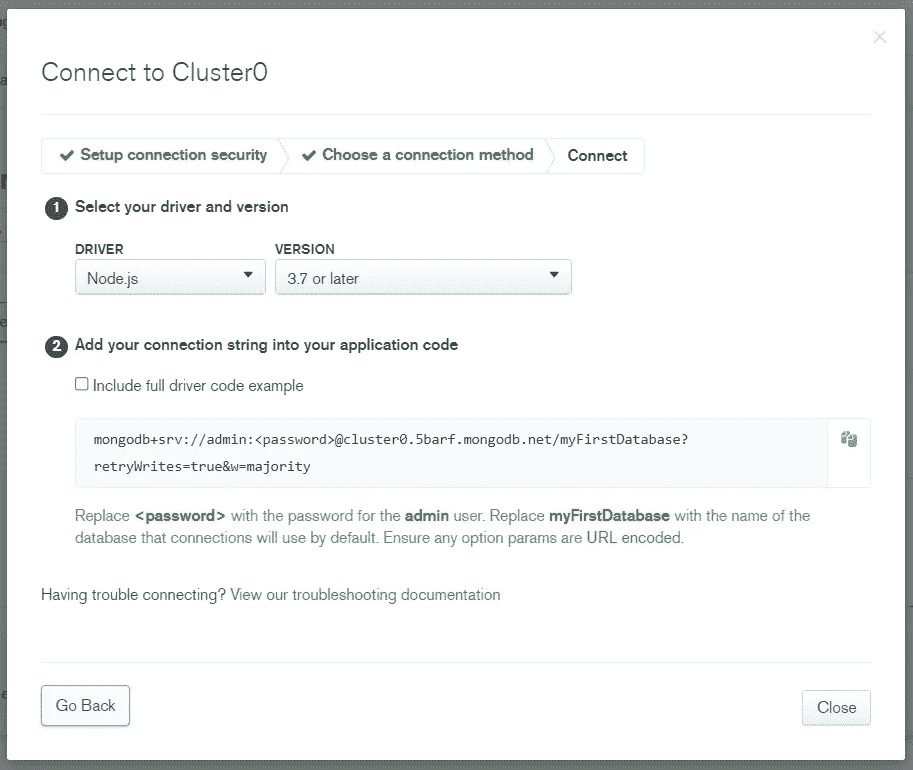 Connect to Cluster0
Setup connection security
Choose a connection method
Connect
1 Select your driver and version
DRIVER VERSION
Node.js 3.7 or later
2 Add your connection string into your application code
Include full driver code example
mongodb+srv://admin:<password>@cluster0.5barf.mongodb.net/myFirstDatabase?
retryWrites=true&w=majority
Replace <password> with the password for the admin user. Replace myFirstDatabase with the name of the
database that connections will use by default. Ensure any option params are URL encoded.
Having trouble connecting? View our troubleshooting documentation
Go Back
Close